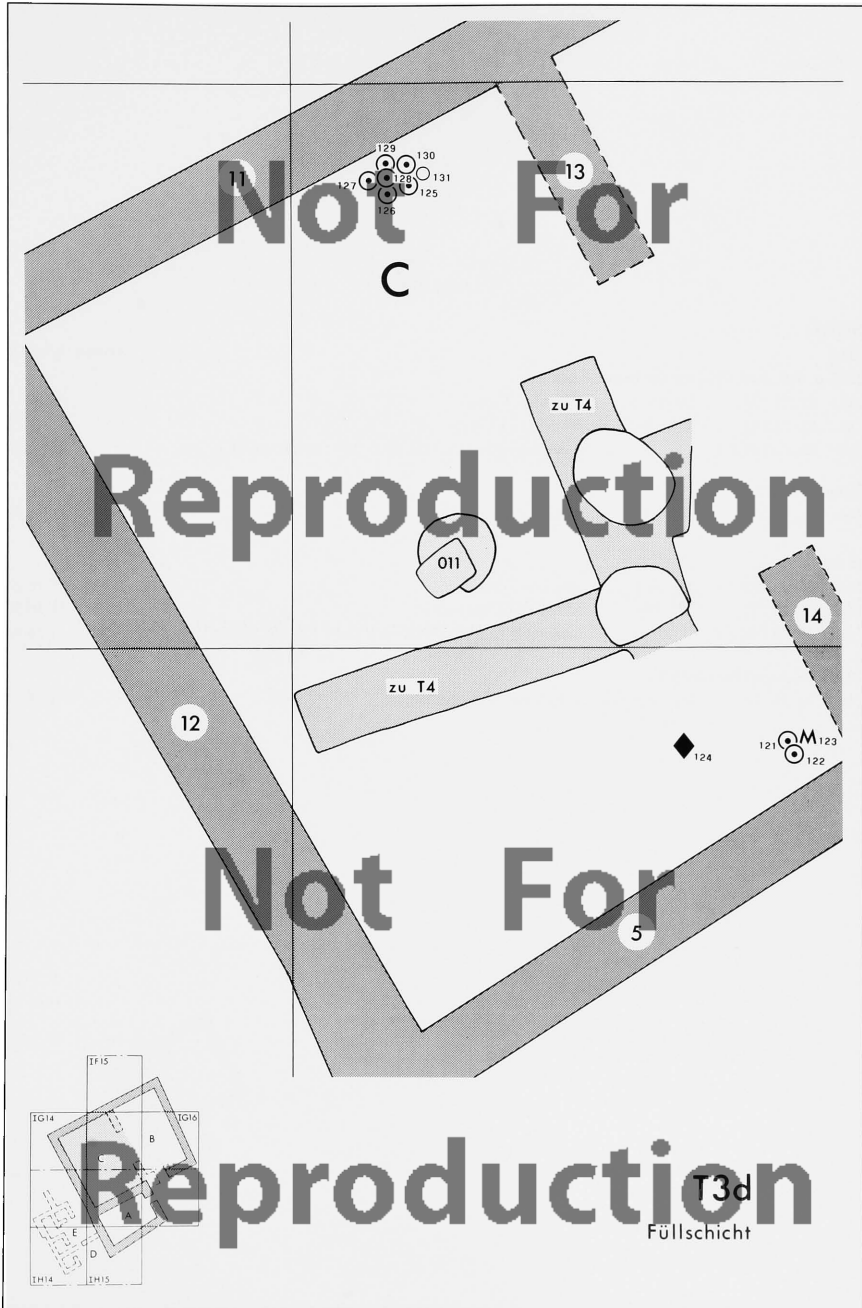 129
130
11
127
128
131
13
125
126
Not For
C
zu T4
Reproduction
011
14
zu T4
12
121
M 123
124
122
Not For
5
IF15
IG14
IG16
B
C
Reproduction
T3d
A
E
Füllschicht
D
IH14
IH15